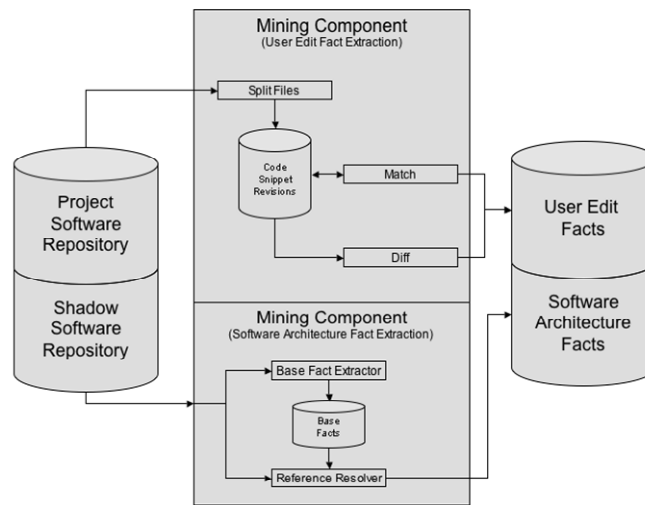 Mining Component
(User Edit Fact Extraction)
Split Files
Code
Snippet
Revisions
Match
Diff
Project
Software
Repository
Shadow
Software
Repository
User Edit
Facts
Software
Architecture
Facts
Mining Component
(Software Architecture Fact Extraction)
Base Fact Extractor
Base
Facts
Reference Resolver